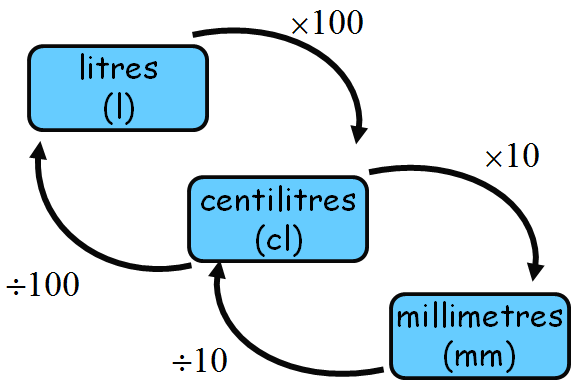 ×100
litres
(l)
×10
centilitres
(cl)
÷100
millimetres
(mm)
÷10